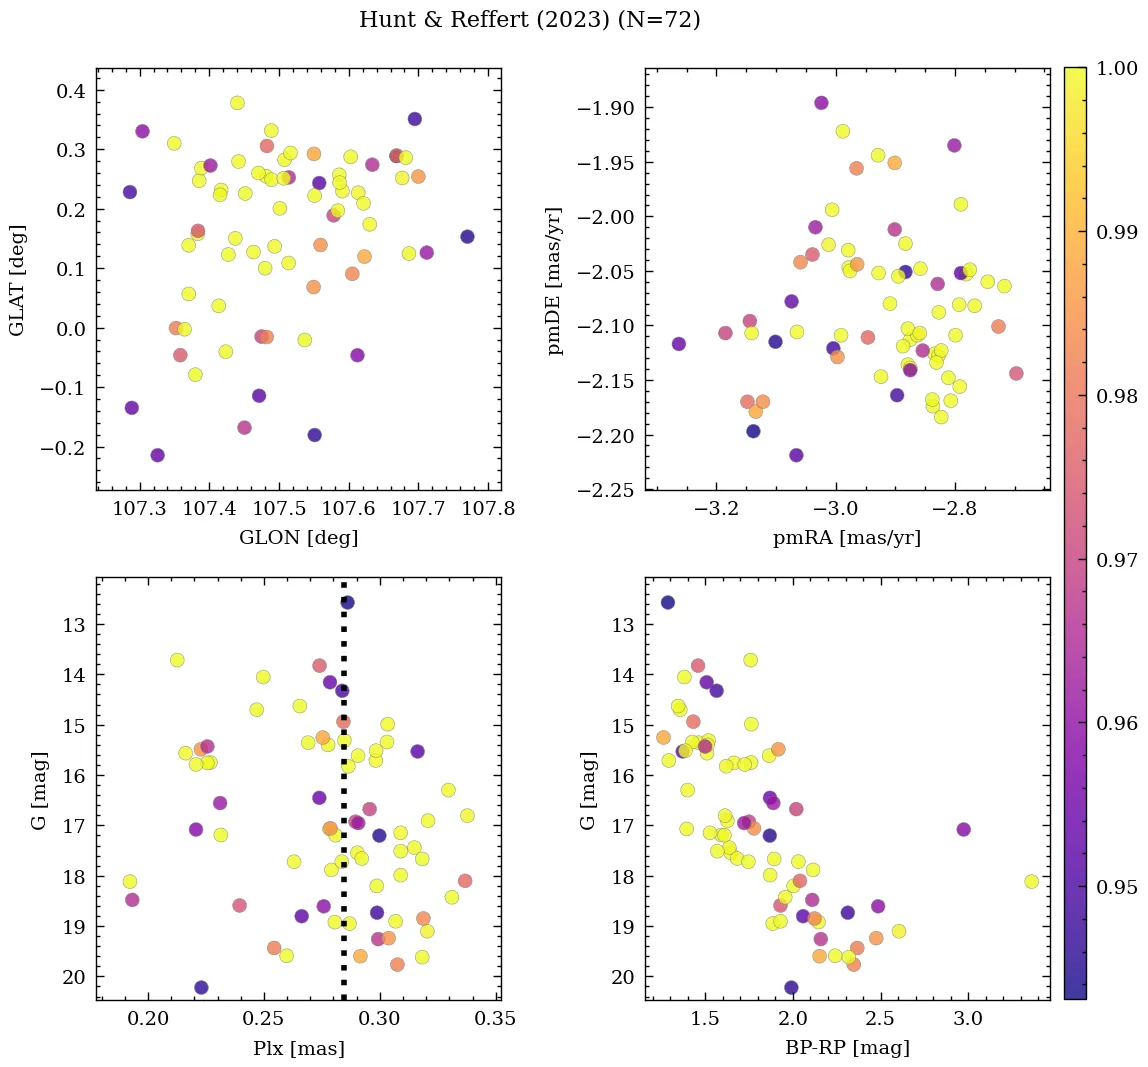 Hunt & Reffert (2023) (N=72)
0.4
0.3
0.2
0.1
0.0
−0.1
−0.2
GLAT [deg]
107.3 107.4 107.5 107.6 107.7 107.8
GLON [deg]
−1.90
−1.95
−2.00
−2.05
−2.10
−2.15
−2.20
−2.25
pmDE [mas/yr]
−3.2 −3.0 −2.8
pmRA [mas/yr]
13
14
15
16
17
18
19
20
G [mag]
0.20 0.25 0.30 0.35
Plx [mas]
13
14
15
16
17
18
19
20
G [mag]
1.5 2.0 2.5 3.0
BP-RP [mag]
1.00
0.99
0.98
0.97
0.96
0.95